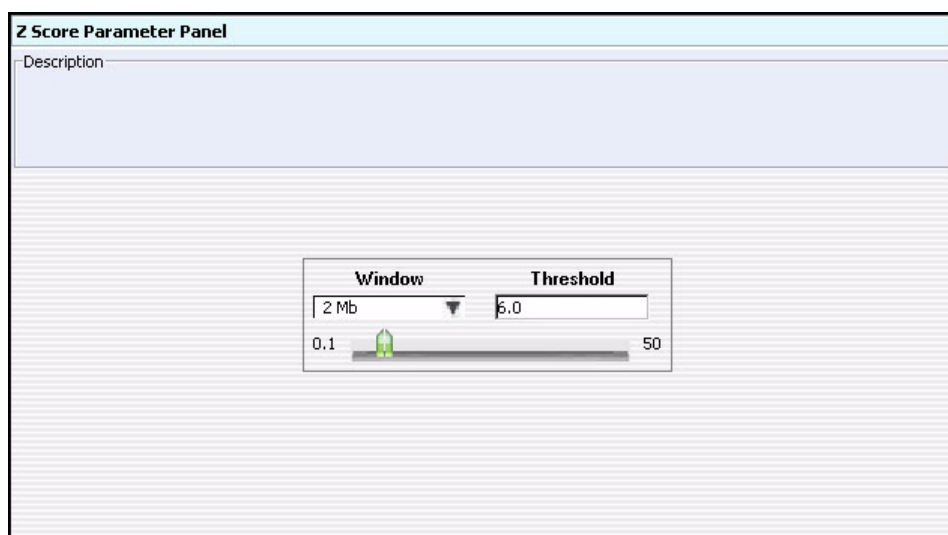 Z Score Parameter Panel
Description
Window Threshold
2 Mb 6.0
0.1 50